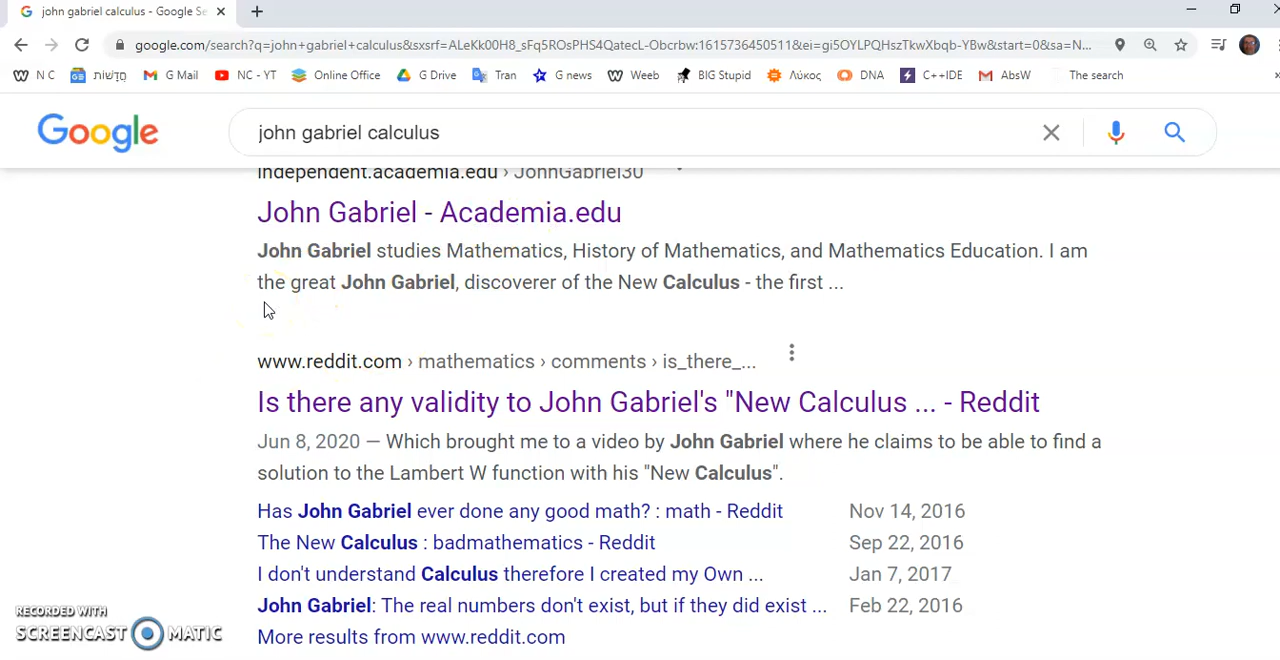 john gabriel calculus - Google Se
google.com/search?q=john+gabriel+calculus&sxsrf=ALeKk00H8_sFq5ROsPHS4QatecL-Obcrbw:1615736450511&ei=gi5OYLPQHszTkwXbqb-YBw&start=0&sa=N...
N C חֲדָשׁוֹת G Mail NC - YT Online Office G Drive Tran G news Weeb BIG Stupid Λύκος DNA C++IDE AbsW The search
Google john gabriel calculus
independent.academia.edu › JohnGabriel30
John Gabriel - Academia.edu
John Gabriel studies Mathematics, History of Mathematics, and Mathematics Education. I am
the great John Gabriel, discoverer of the New Calculus - the first ...
www.reddit.com › mathematics › comments › is_there_...
Is there any validity to John Gabriel's "New Calculus ... - Reddit
Jun 8, 2020 — Which brought me to a video by John Gabriel where he claims to be able to find a
solution to the Lambert W function with his "New Calculus".
Has John Gabriel ever done any good math? : math - Reddit Nov 14, 2016
The New Calculus : badmathematics - Reddit Sep 22, 2016
I don't understand Calculus therefore I created my Own ... Jan 7, 2017
John Gabriel: The real numbers don't exist, but if they did exist ... Feb 22, 2016
More results from www.reddit.com
RECORDED WITH
SCREENCAST MATIC